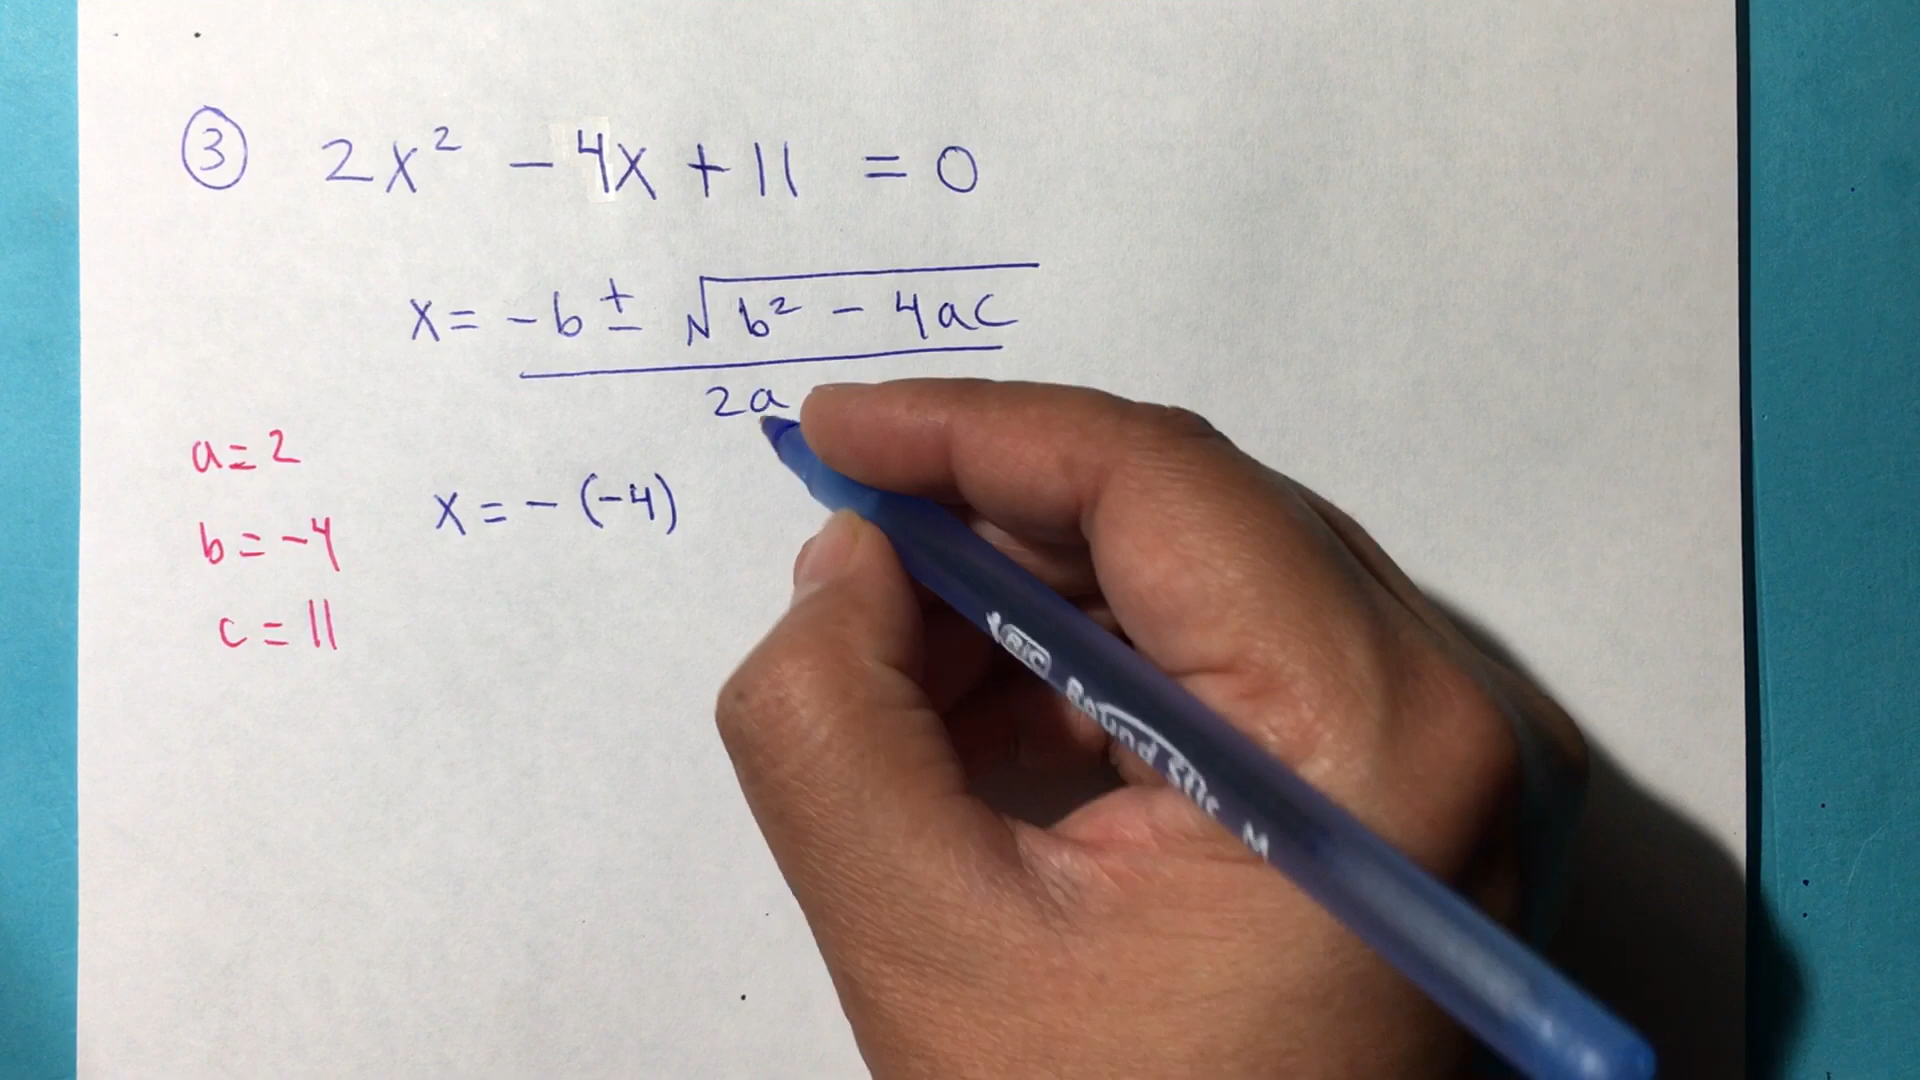 ③ 2x² - 4x + 11 = 0
x = -b ± √(b² - 4ac)
2a
a = 2
b = -4
c = 11
x = - (-4)
BIC Round Stic M